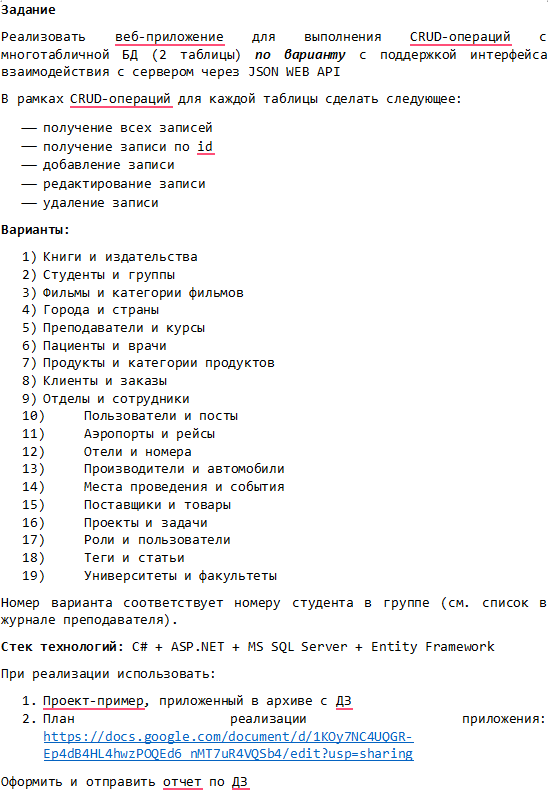 Задание
Реализовать веб-приложение для выполнения CRUD-операций с
многотабличной БД (2 таблицы) по варианту с поддержкой интерфейса
взаимодействия с сервером через JSON WEB API
В рамках CRUD-операций для каждой таблицы сделать следующее:
— получение всех записей
— получение записи по id
— добавление записи
— редактирование записи
— удаление записи
Варианты:
1) Книги и издательства
2) Студенты и группы
3) Фильмы и категории фильмов
4) Города и страны
5) Преподаватели и курсы
6) Пациенты и врачи
7) Продукты и категории продуктов
8) Клиенты и заказы
9) Отделы и сотрудники
10) Пользователи и посты
11) Аэропорты и рейсы
12) Отели и номера
13) Производители и автомобили
14) Места проведения и события
15) Поставщики и товары
16) Проекты и задачи
17) Роли и пользователи
18) Теги и статьи
19) Университеты и факультеты
Номер варианта соответствует номеру студента в группе (см. список в
журнале преподавателя).
Стек технологий: C# + ASP.NET + MS SQL Server + Entity Framework
При реализации использовать:
1. Проект-пример, приложенный в архиве с ДЗ
2. План реализации приложения:
https://docs.google.com/document/d/1KOy7NC4UQGR-
Ep4dB4HL4hwzPOQEd6_nMT7uR4VQSb4/edit?usp=sharing
Оформить и отправить отчет по ДЗ